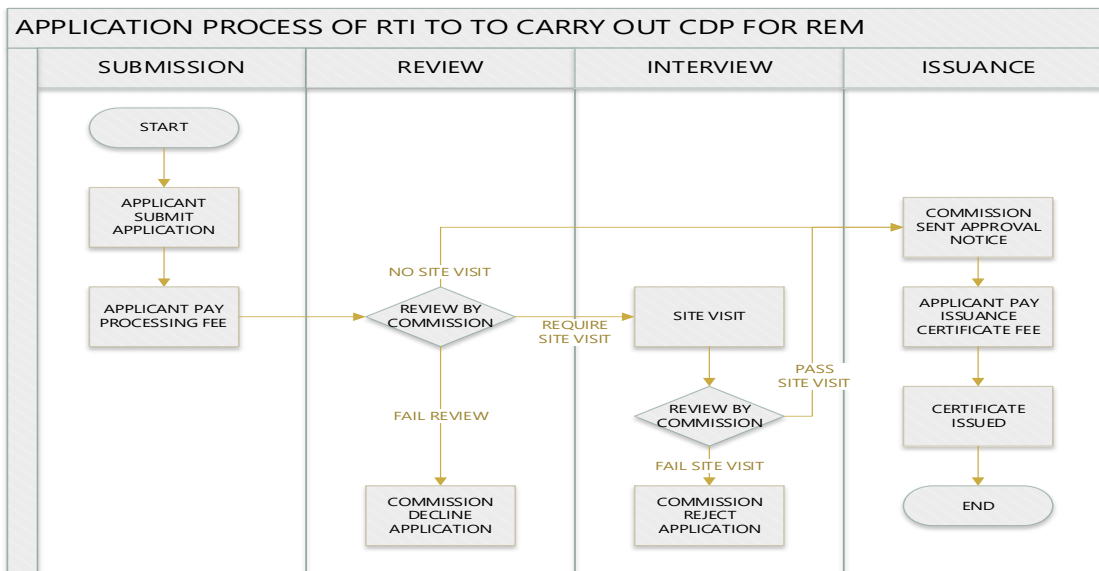 APPLICATION PROCESS OF RTI TO TO CARRY OUT CDP FOR REM
SUBMISSION
REVIEW
INTERVIEW
ISSUANCE
START
APPLICANT
SUBMIT
APPLICATION
APPLICANT PAY
PROCESSING FEE
NO SITE VISIT
REVIEW BY
COMMISSION
REQUIRE
SITE VISIT
FAIL REVIEW
COMMISSION
DECLINE
APPLICATION
SITE VISIT
REVIEW BY
COMMISSION
PASS
SITE VISIT
FAIL SITE VISIT
COMMISSION
REJECT
APPLICATION
COMMISSION
SENT APPROVAL
NOTICE
APPLICANT PAY
ISSUANCE
CERTIFICATE FEE
CERTIFICATE
ISSUED
END